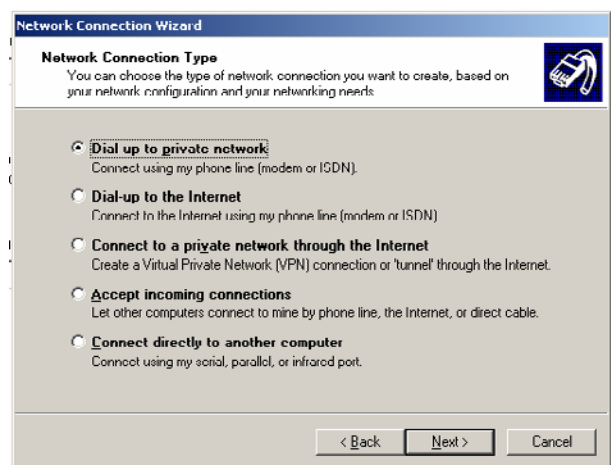 Network Connection Wizard
Network Connection Type
You can choose the type of network connection you want to create, based on
your network configuration and your networking needs
Dial up to private network
Connect using my phone line (modem or ISDN).
Dial-up to the Internet
Connect to the Internet using my phone line (modem or ISDN)
Connect to a private network through the Internet
Create a Virtual Private Network (VPN) connection or 'tunnel' through the Internet.
Accept incoming connections
Let other computers connect to mine by phone line, the Internet, or direct cable.
Connect directly to another computer
Connect using my serial, parallel, or infrared port.
< Back
Next >
Cancel